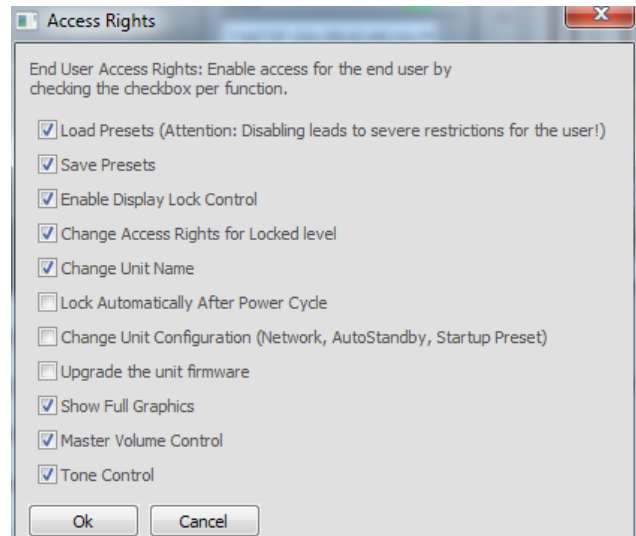 Access Rights
End User Access Rights: Enable access for the end user by
checking the checkbox per function.
Load Presets (Attention: Disabling leads to severe restrictions for the user!)
Save Presets
Enable Display Lock Control
Change Access Rights for Locked level
Change Unit Name
Lock Automatically After Power Cycle
Change Unit Configuration (Network, AutoStandby, Startup Preset)
Upgrade the unit firmware
Show Full Graphics
Master Volume Control
Tone Control
Ok Cancel